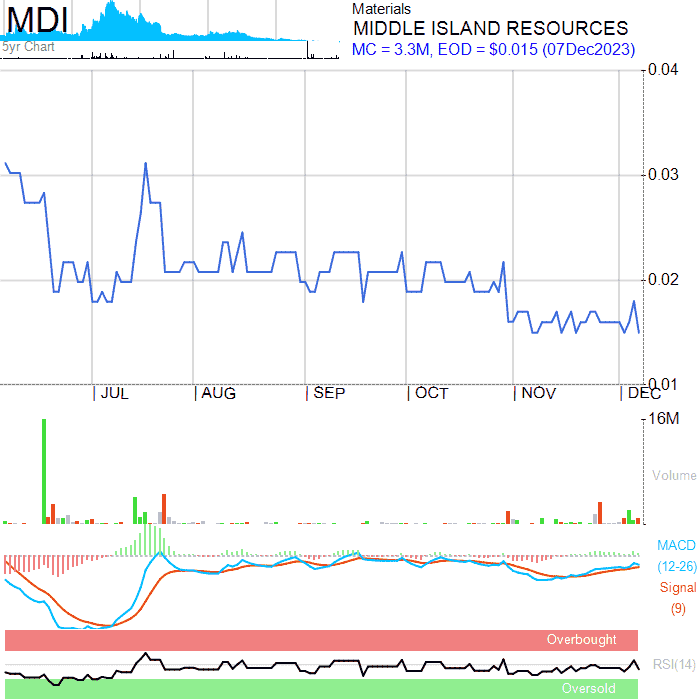 MDI
Materials
MIDDLE ISLAND RESOURCES
5yr Chart
MC = 3.3M, EOD = $0.015 (07Dec2023)
0.04
0.03
0.02
0.01
JUL AUG SEP OCT NOV DEC
16M
Volume
MACD
(12-26)
Signal
(9)
Overbought
RSI(14)
Oversold